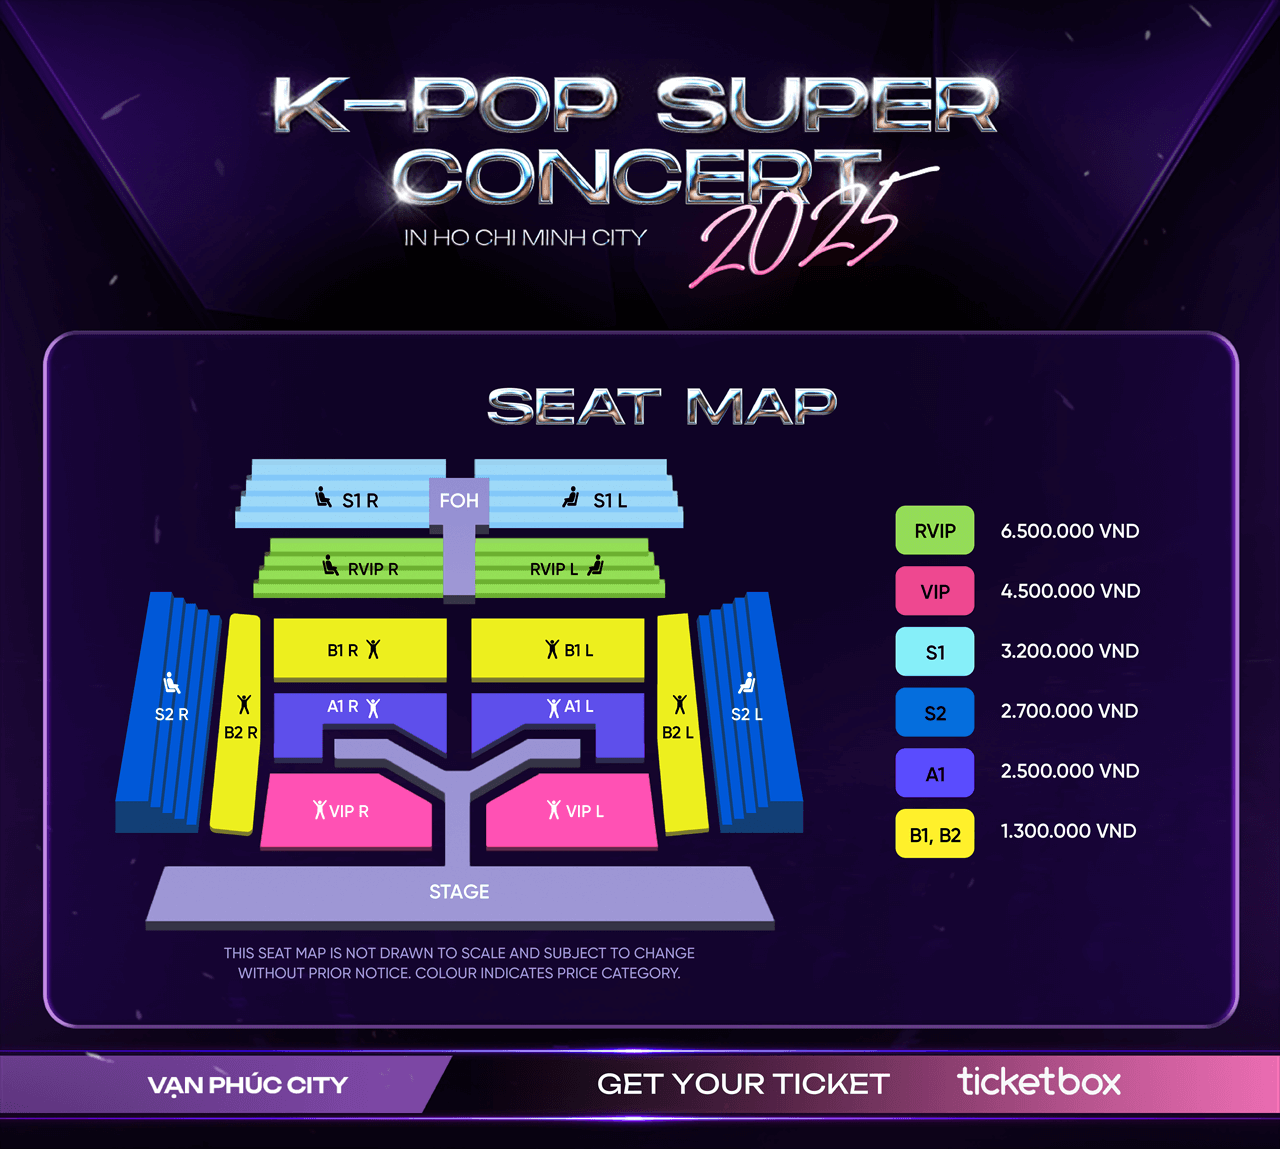 K-POP SUPER
CONCERT
2025
IN HO CHI MINH CITY
SEAT MAP
S1 R
FOH
S1 L
RVIP R
RVIP L
B1 R
B1 L
S2 R
B2 R
A1 R
A1 L
B2 L
S2 L
VIP R
VIP L
STAGE
THIS SEAT MAP IS NOT DRAWN TO SCALE AND SUBJECT TO CHANGE
WITHOUT PRIOR NOTICE. COLOUR INDICATES PRICE CATEGORY.
RVIP 6.500.000 VND
VIP 4.500.000 VND
S1 3.200.000 VND
S2 2.700.000 VND
A1 2.500.000 VND
B1, B2 1.300.000 VND
VẠN PHÚC CITY
GET YOUR TICKET
ticketbox